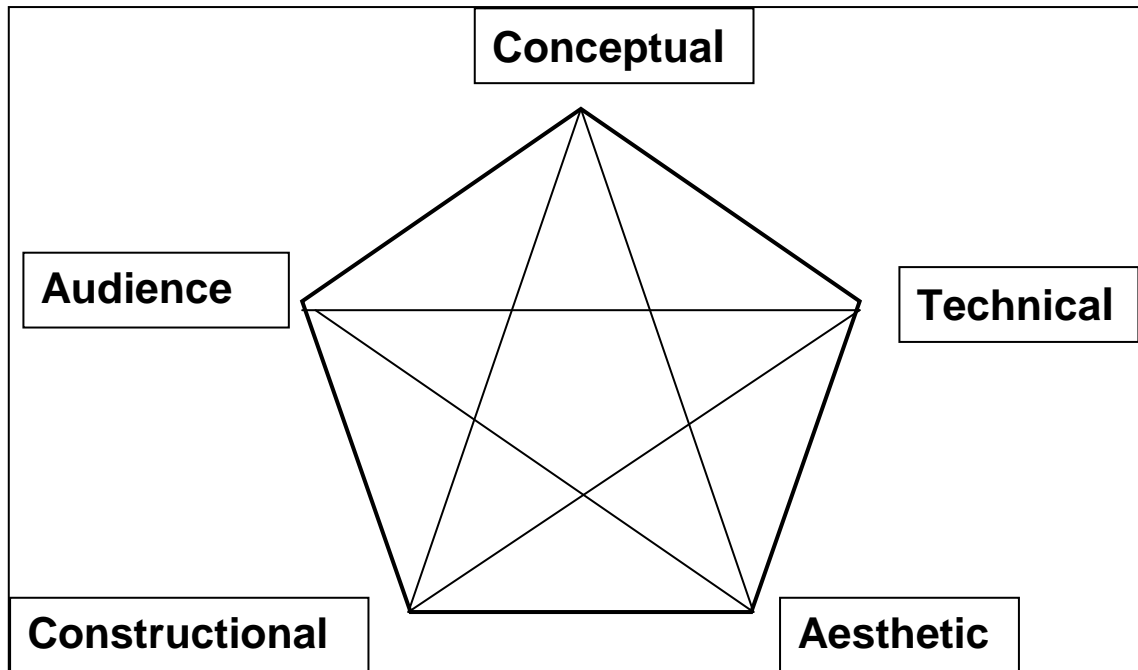 Conceptual
Audience
Technical
Constructional
Aesthetic